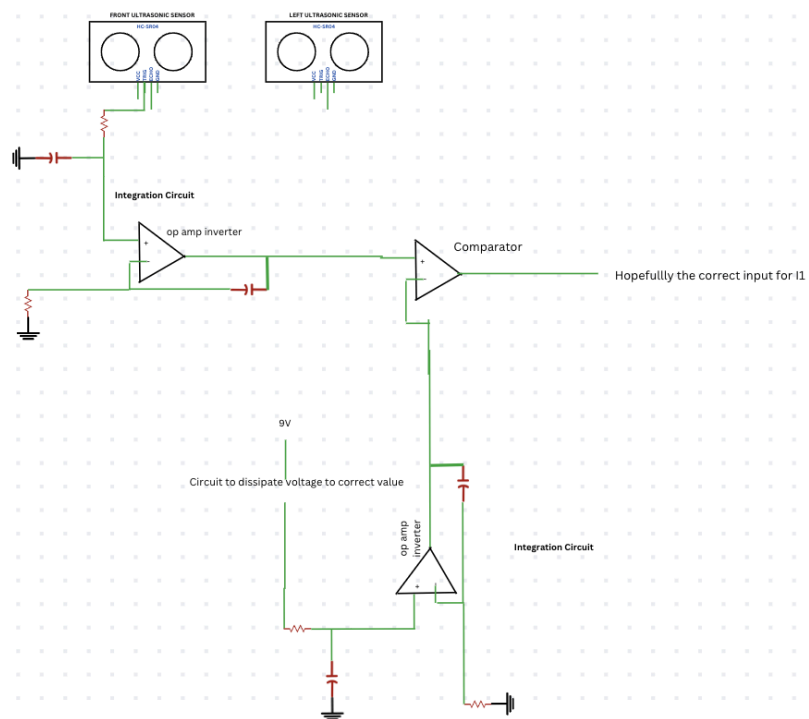 FRONT ULTRASONIC SENSOR
HC-SR04
VCC
TRIG
ECHO
GND
LEFT ULTRASONIC SENSOR
HC-SR04
VCC
TRIG
ECHO
GND
Integration Circuit
op amp inverter
+
Comparator
+
Hopefullly the correct input for I1
9V
Circuit to dissipate voltage to correct value
op amp
inverter
+
Integration Circuit